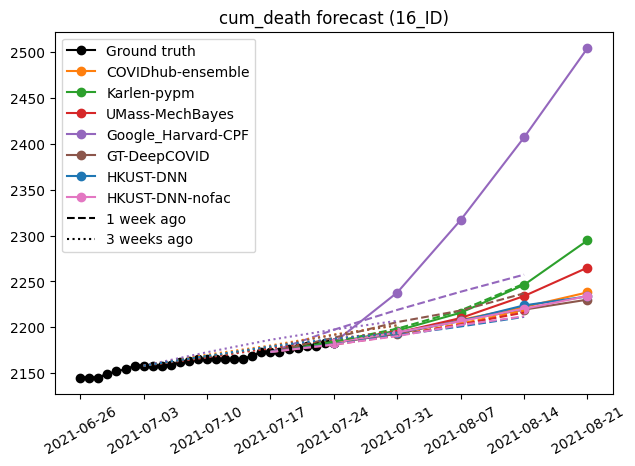 cum_death forecast (16_ID)
2500
2450
2400
2350
2300
2250
2200
2150
Ground truth
COVIDhub-ensemble
Karlen-pypm
UMass-MechBayes
Google_Harvard-CPF
GT-DeepCOVID
HKUST-DNN
HKUST-DNN-nofac
1 week ago
3 weeks ago
2021-06-26
2021-07-03
2021-07-10
2021-07-17
2021-07-24
2021-07-31
2021-08-07
2021-08-14
2021-08-21